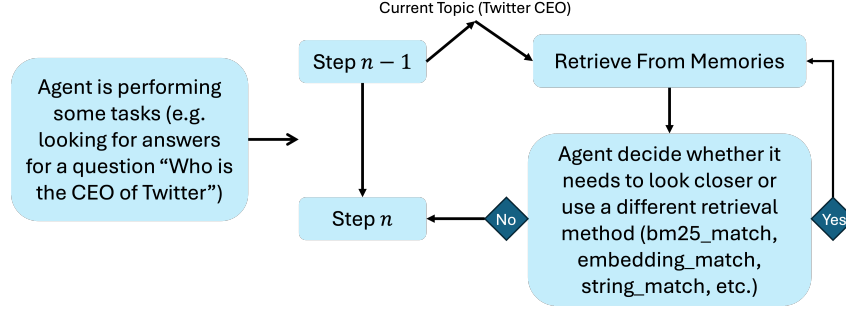 Current Topic (Twitter CEO)
Agent is performing
some tasks (e.g.
looking for answers
for a question “Who is
the CEO of Twitter”)
Step n − 1
Retrieve From Memories
Agent decide whether it
needs to look closer or
use a different retrieval
method (bm25_match,
embedding_match,
string_match, etc.)
Yes
No
Step n